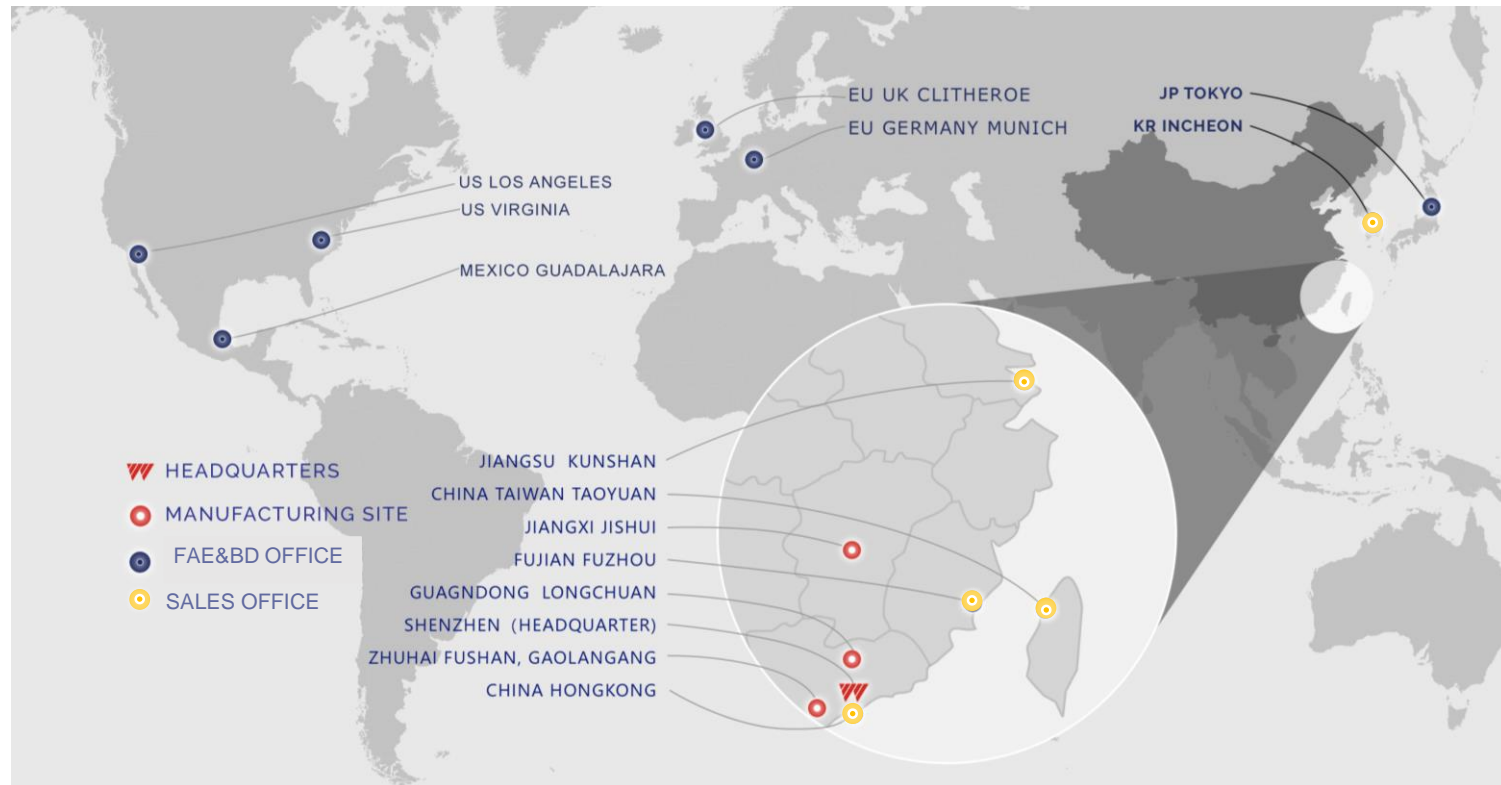 EU UK CLITHEROE
EU GERMANY MUNICH
JP TOKYO
KR INCHEON
US LOS ANGELES
US VIRGINIA
MEXICO GUADALAJARA
HEADQUARTERS
MANUFACTURING SITE
FAE&BD OFFICE
SALES OFFICE
JIANGSU KUNSHAN
CHINA TAIWAN TAOYUAN
JIANGXI JISHUI
FUJIAN FUZHOU
GUAGNDONG LONGCHUAN
SHENZHEN (HEADQUARTER)
ZHUHAI FUSHAN, GAOLANGANG
CHINA HONGKONG